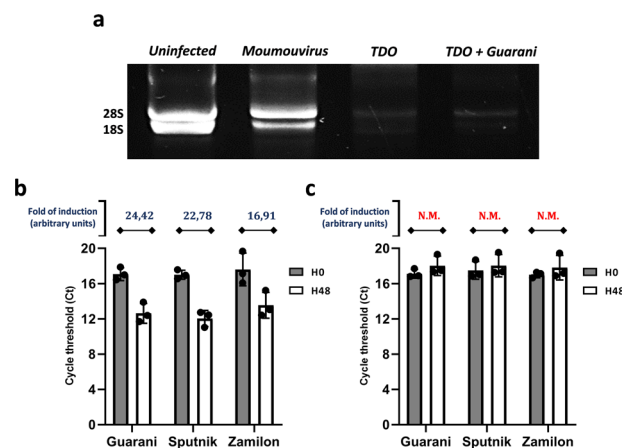 a
Uninfected Moumouvirus TDO TDO + Guarani
28S
18S
b
Fold of induction
(arbitrary units)
24,42 22,78 16,91
20
16
12
8
4
0
Cycle threshold (Ct)
H0
H48
Guarani Sputnik Zamilon
c
Fold of induction
(arbitrary units)
N.M. N.M. N.M.
20
16
12
8
4
0
Cycle threshold (Ct)
H0
H48
Guarani Sputnik Zamilon